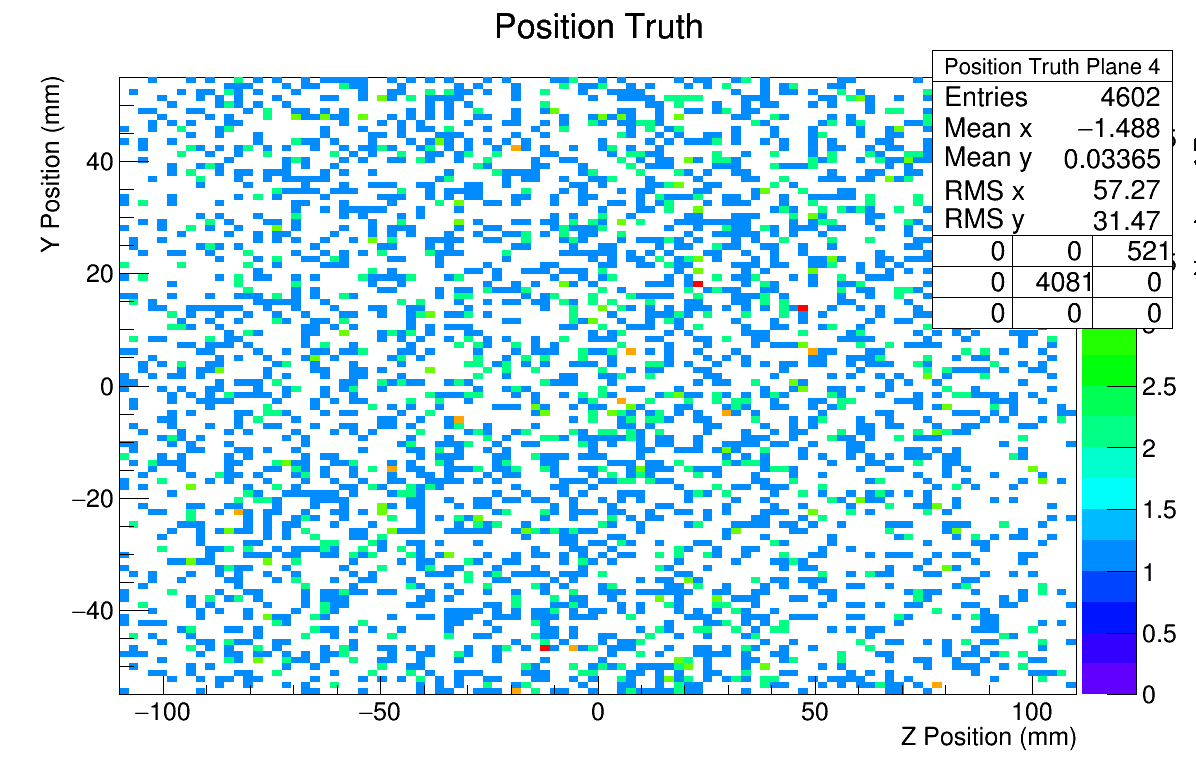 Position Truth
Position Truth Plane 4
Entries 4602
Mean x −1.488
Mean y 0.03365
RMS x 57.27
RMS y 31.47
0 0 521
0 4081 0
0 0 0
Y Position (mm)
40
20
0
−20
−40
2.5
2
1.5
1
0.5
0
−100 −50 0 50 100
Z Position (mm)